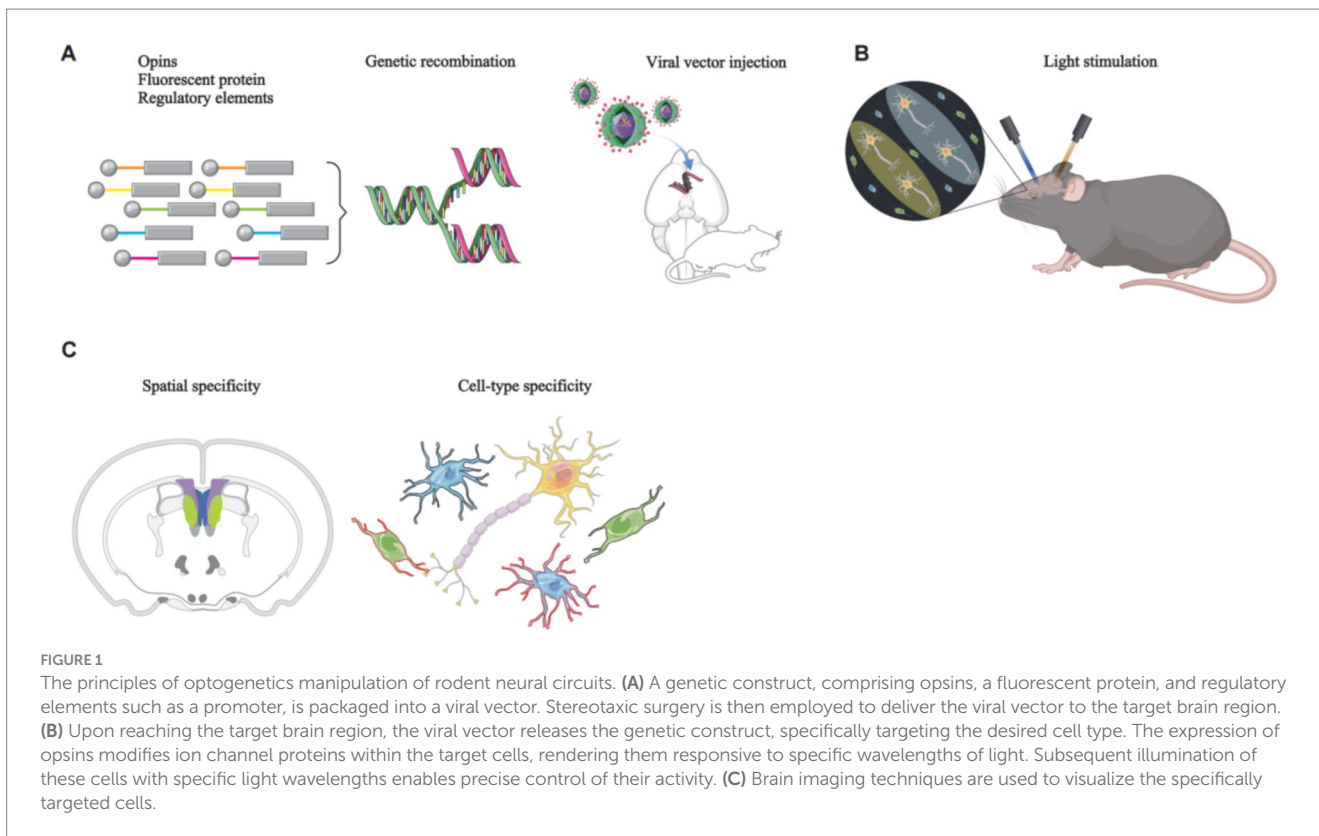 A
Opins
Fluorescent protein
Regulatory elements
Genetic recombination
Viral vector injection
B
Light stimulation
C
Spatial specificity
Cell-type specificity
FIGURE 1
The principles of optogenetics manipulation of rodent neural circuits. (A) A genetic construct, comprising opsins, a fluorescent protein, and regulatory
elements such as a promoter, is packaged into a viral vector. Stereotaxic surgery is then employed to deliver the viral vector to the target brain region.
(B) Upon reaching the target brain region, the viral vector releases the genetic construct, specifically targeting the desired cell type. The expression of
opsins modifies ion channel proteins within the target cells, rendering them responsive to specific wavelengths of light. Subsequent illumination of
these cells with specific light wavelengths enables precise control of their activity. (C) Brain imaging techniques are used to visualize the specifically
targeted cells.